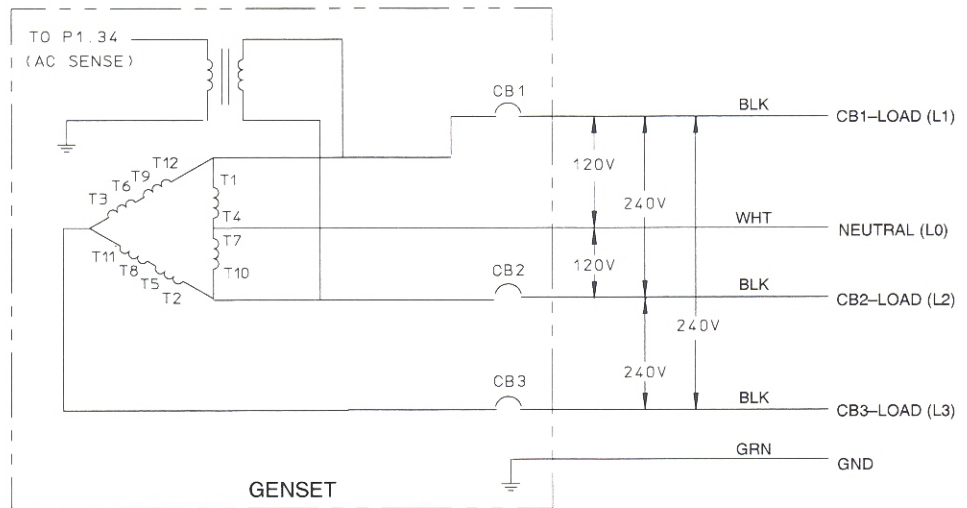 TO P1.34
(AC SENSE)
CB1
BLK
CB1–LOAD (L1)
T12
T9
T6
T3
T1
T4
120V
240V
WHT
NEUTRAL (L0)
T7
T10
T11
T8
T5
T2
120V
CB2
BLK
CB2–LOAD (L2)
240V
240V
CB3
BLK
CB3–LOAD (L3)
GRN
GND
GENSET